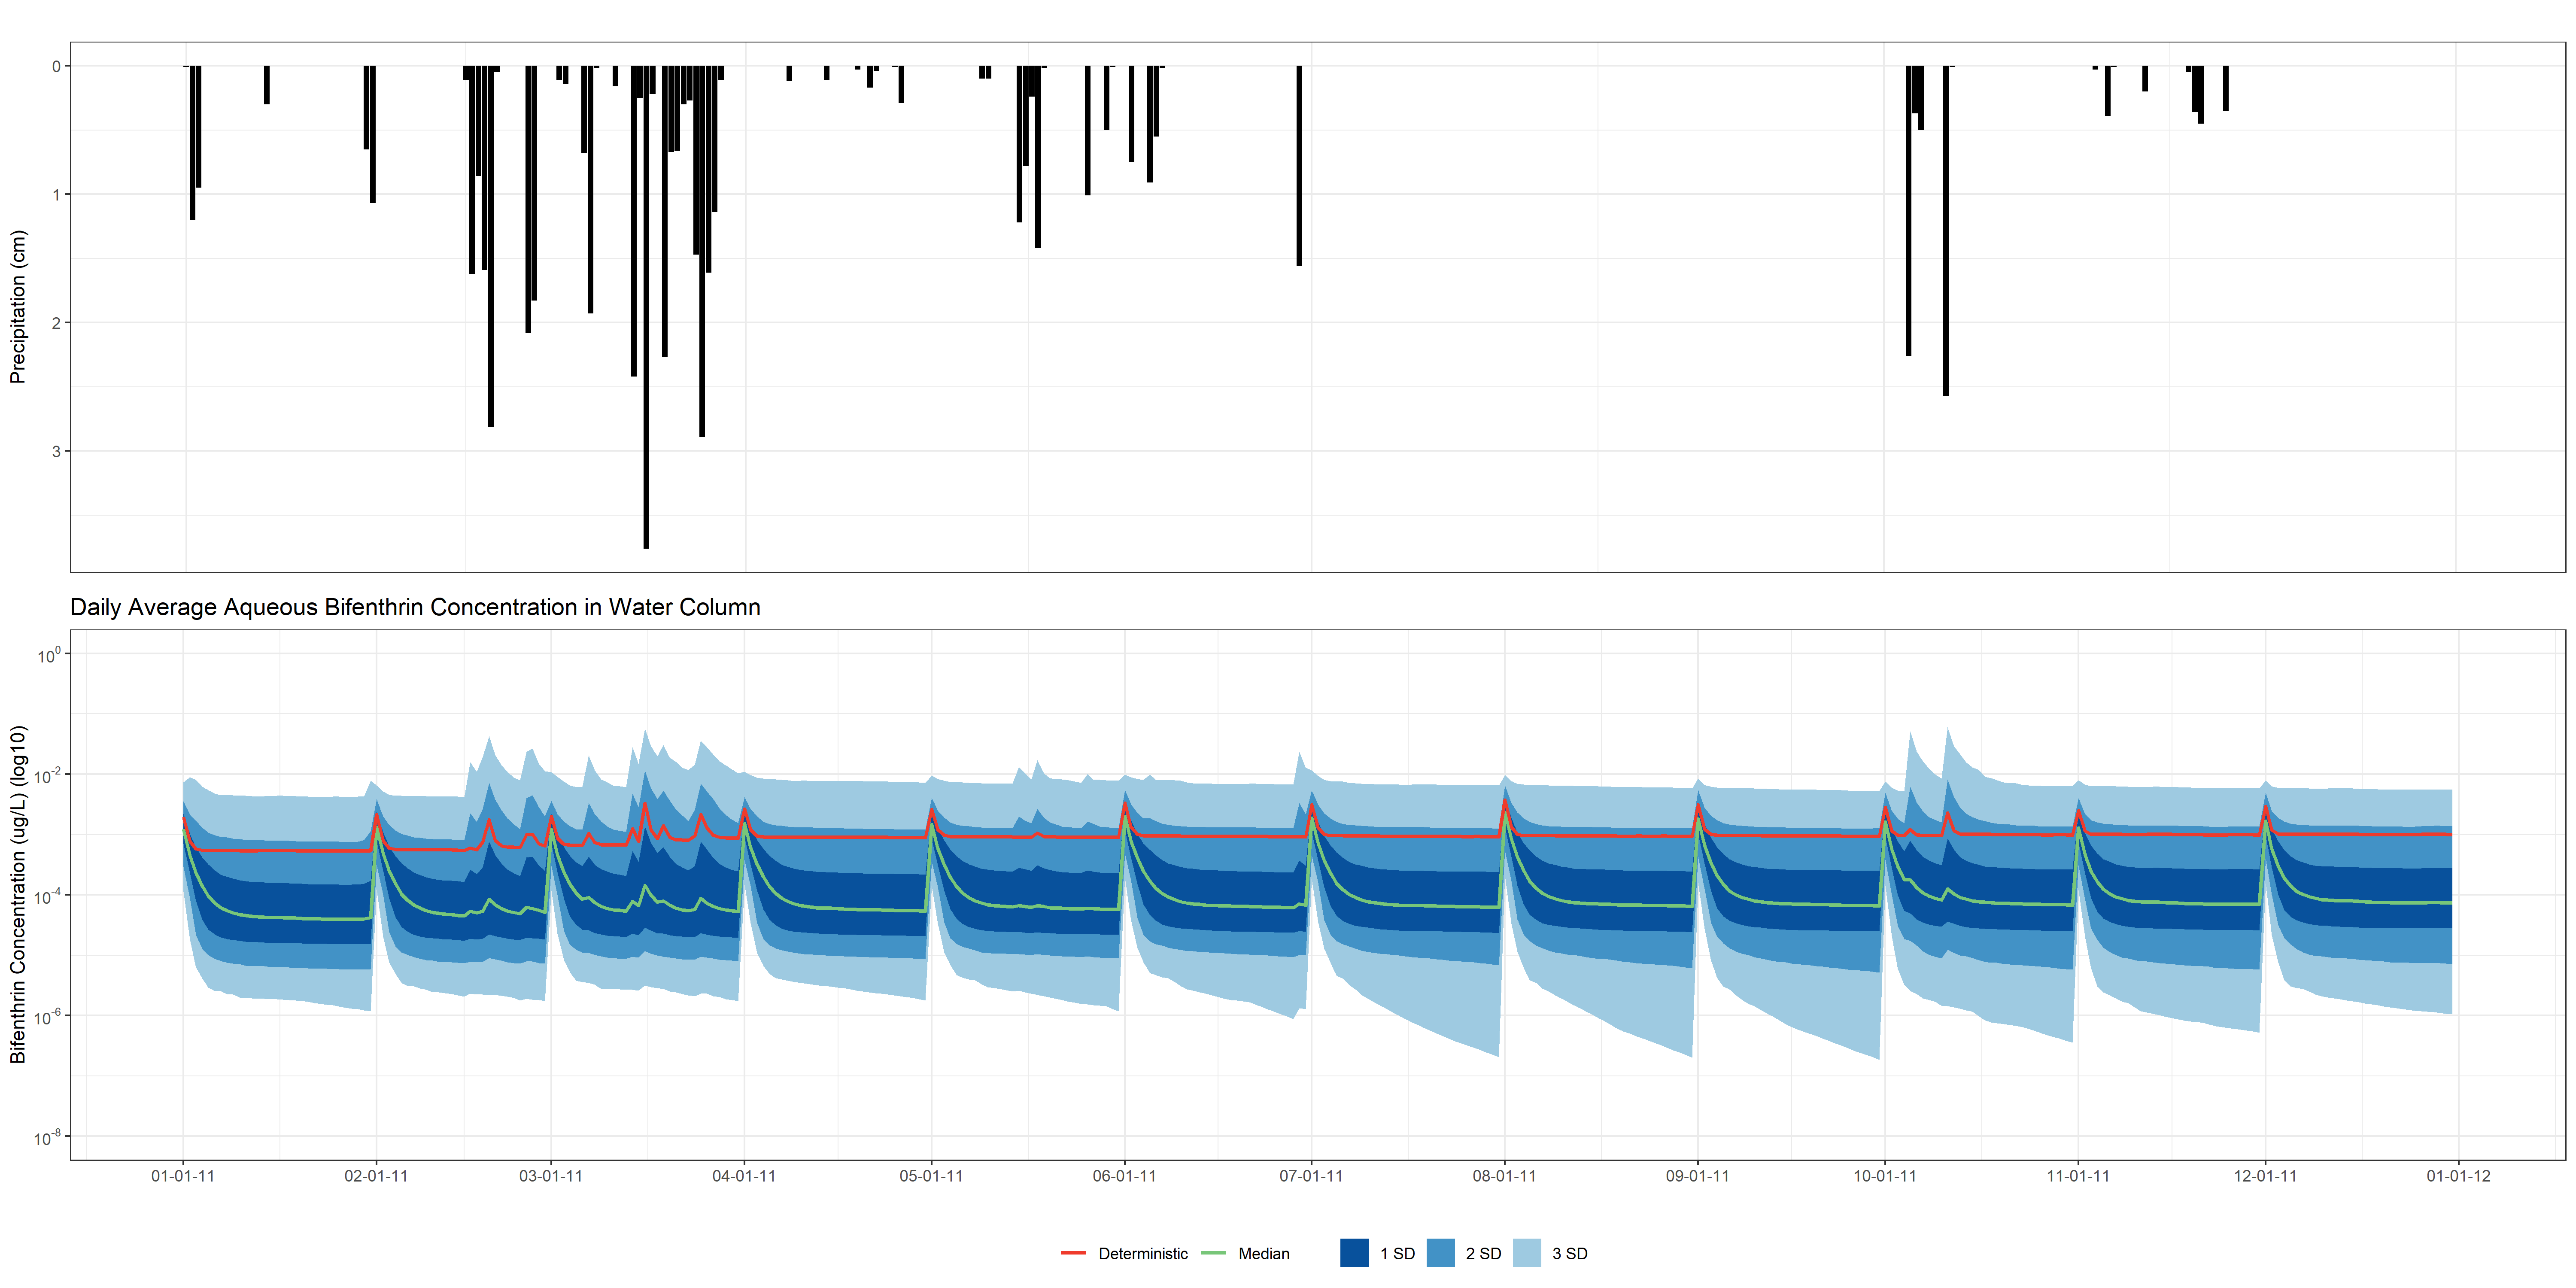 0
1
2
3
Precipitation (cm)
Daily Average Aqueous Bifenthrin Concentration in Water Column
10^0
10^-2
10^-4
10^-6
10^-8
Bifenthrin Concentration (ug/L) (log10)
01-01-11 02-01-11 03-01-11 04-01-11 05-01-11 06-01-11 07-01-11 08-01-11 09-01-11 10-01-11 11-01-11 12-01-11 01-01-12
Deterministic Median 1 SD 2 SD 3 SD